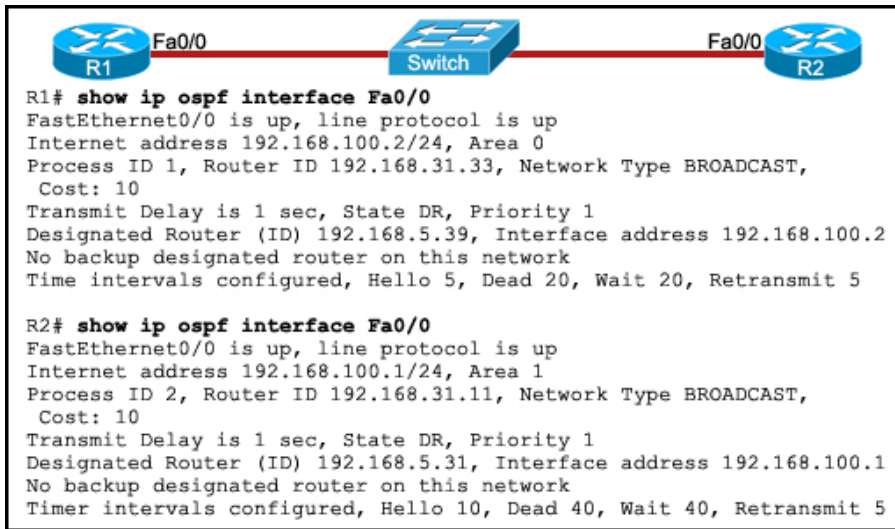 Fa0/0 Fa0/0
R1 Switch R2
R1# show ip ospf interface Fa0/0
FastEthernet0/0 is up, line protocol is up
Internet address 192.168.100.2/24, Area 0
Process ID 1, Router ID 192.168.31.33, Network Type BROADCAST,
Cost: 10
Transmit Delay is 1 sec, State DR, Priority 1
Designated Router (ID) 192.168.5.39, Interface address 192.168.100.2
No backup designated router on this network
Time intervals configured, Hello 5, Dead 20, Wait 20, Retransmit 5
R2# show ip ospf interface Fa0/0
FastEthernet0/0 is up, line protocol is up
Internet address 192.168.100.1/24, Area 1
Process ID 2, Router ID 192.168.31.11, Network Type BROADCAST,
Cost: 10
Transmit Delay is 1 sec, State DR, Priority 1
Designated Router (ID) 192.168.5.31, Interface address 192.168.100.1
No backup designated router on this network
Timer intervals configured, Hello 10, Dead 40, Wait 40, Retransmit 5